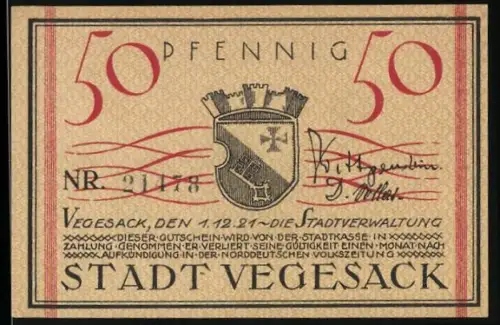 50 PFENNIG 50
NR. 21478
VEGESACK, DEN 1.12.21~DIE STADTVERWALTUNG
DIESER GUTSCHEIN WIRD VON DER STADTKASSE IN
ZAHLUNG GENOMMEN ER VERLIERT SEINE GÜLTIGKEIT EINEN MONAT NACH
AUFKÜNDIGUNG IN DER NORDDEUTSCHEN VOLKSZEITUNG
STADT VEGESACK